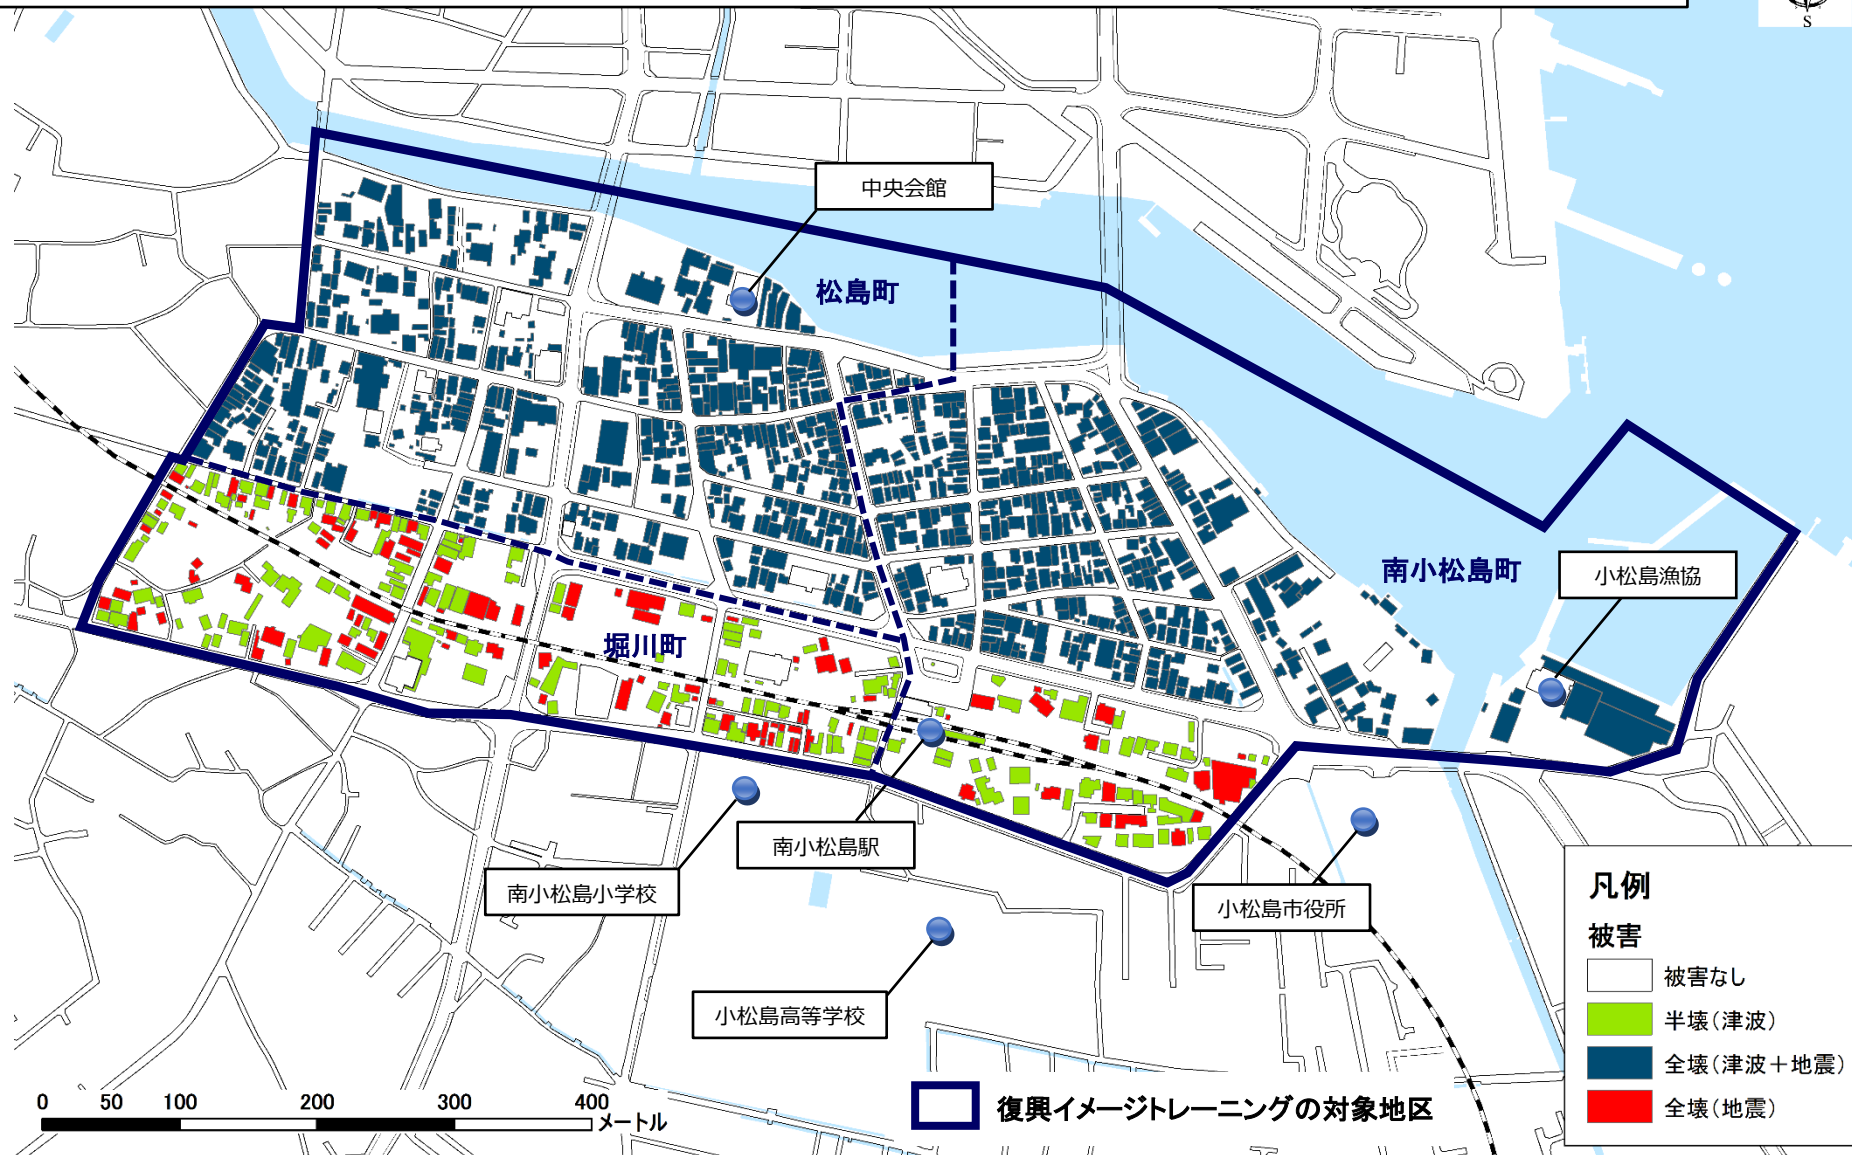 S
中央会館
松島町
南小松島町
小松島漁協
堀川町
南小松島駅
南小松島小学校
小松島市役所
小松島高等学校
凡例
被害
被害なし
半壊(津波)
全壊(津波+地震)
全壊(地震)
0 50 100 200 300 400
メートル
復興イメージトレーニングの対象地区